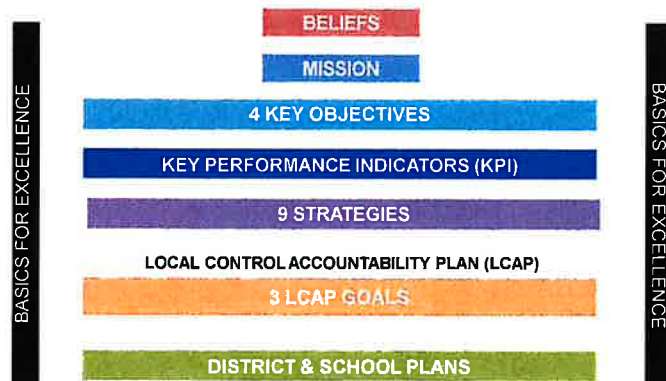 BELIEFS
MISSION
BASICS FOR EXCELLENCE
4 KEY OBJECTIVES
KEY PERFORMANCE INDICATORS (KPI)
9 STRATEGIES
LOCAL CONTROL ACCOUNTABILITY PLAN (LCAP)
3 LCAP GOALS
DISTRICT & SCHOOL PLANS
BASICS FOR EXCELLENCE